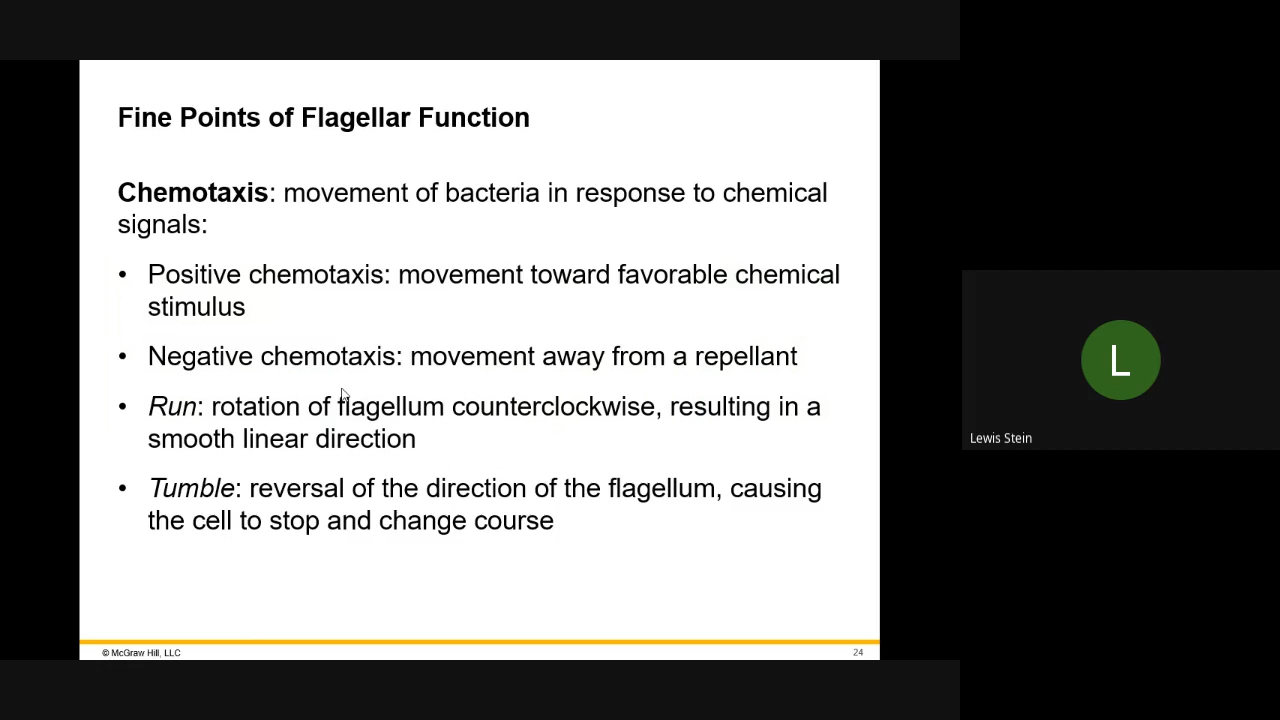 Fine Points of Flagellar Function
Chemotaxis: movement of bacteria in response to chemical
signals:
• Positive chemotaxis: movement toward favorable chemical
stimulus
• Negative chemotaxis: movement away from a repellant
• Run: rotation of flagellum counterclockwise, resulting in a
smooth linear direction
• Tumble: reversal of the direction of the flagellum, causing
the cell to stop and change course
© McGraw Hill, LLC
24
L
Lewis Stein